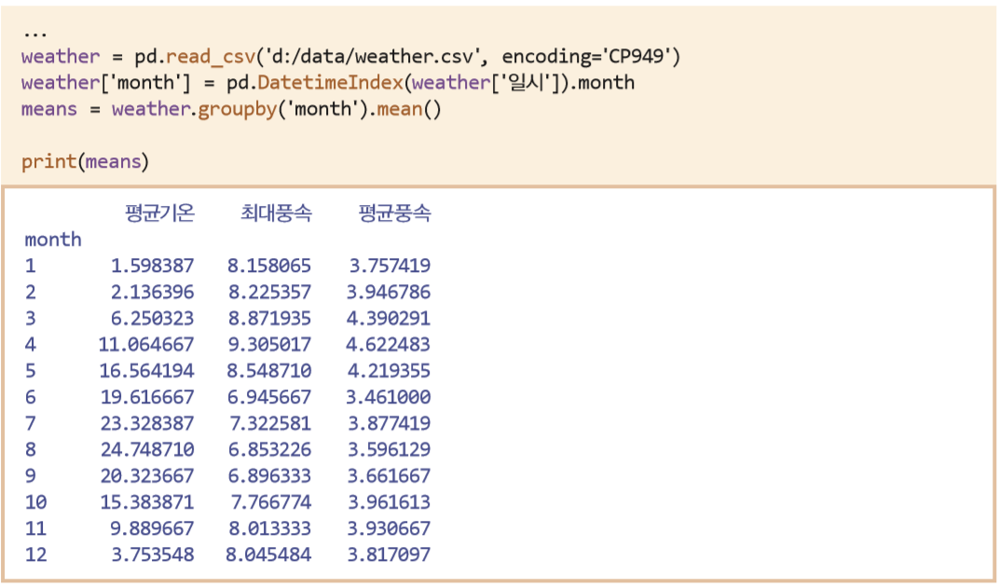 ...
weather = pd.read_csv('d:/data/weather.csv', encoding='CP949')
weather['month'] = pd.DatetimeIndex(weather['일시']).month
means = weather.groupby('month').mean()
print(means)
평균기온 최대풍속 평균풍속
month
1 1.598387 8.158065 3.757419
2 2.136396 8.225357 3.946786
3 6.250323 8.871935 4.390291
4 11.064667 9.305017 4.622483
5 16.564194 8.548710 4.219355
6 19.616667 6.945667 3.461000
7 23.328387 7.322581 3.877419
8 24.748710 6.853226 3.596129
9 20.323667 6.896333 3.661667
10 15.383871 7.766774 3.961613
11 9.889667 8.013333 3.930667
12 3.753548 8.045484 3.817097